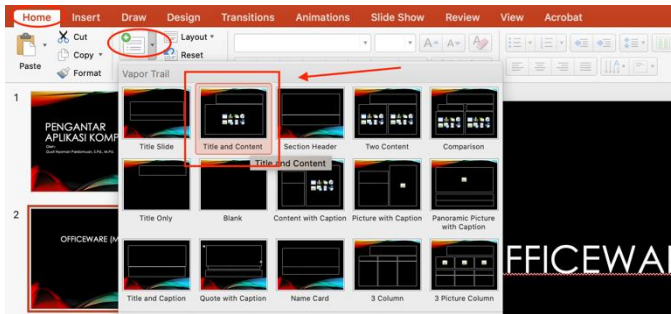 Home Insert Draw Design Transitions Animations Slide Show Review View Acrobat
Paste
Cut
Copy
Format
Layout
Reset
A A
Vapor Trail
Title Slide
Title and Content
Section Header
Two Content
Comparison
Title and Content
Title Only
Blank
Content with Caption
Picture with Caption
Panoramic Picture
with Caption
Title and Caption
Quote with Caption
Name Card
3 Column
3 Picture Column
1
PENGANTAR
APLIKASI KOMP
Oleh:
2
OFFICEWARE (M
FFICEWA